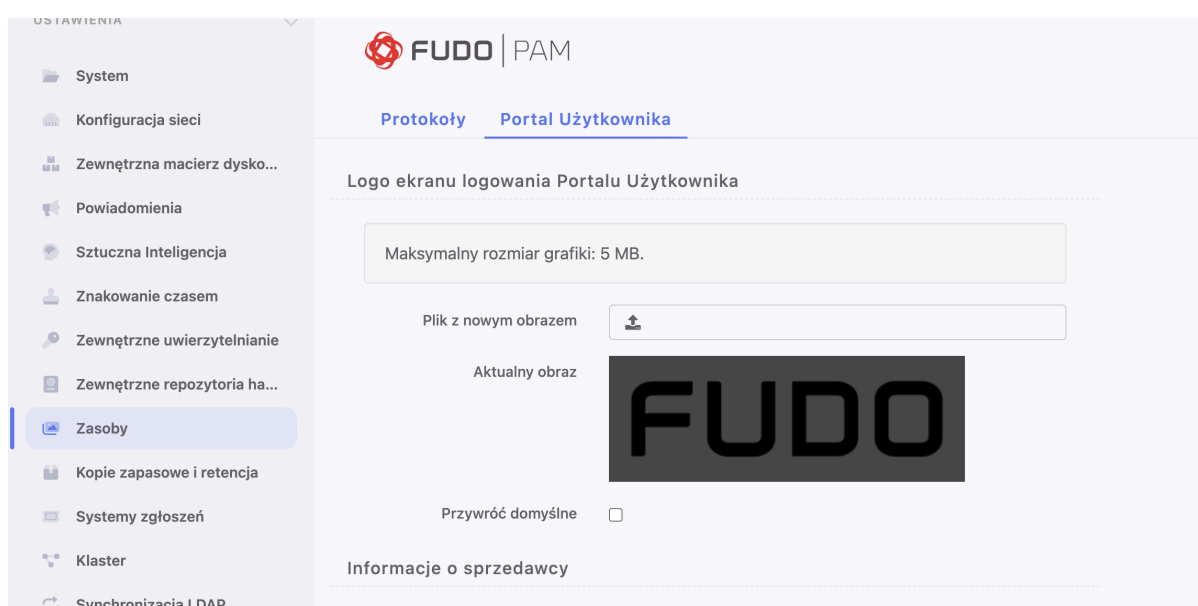 USTAWIENIA
System
Konfiguracja sieci
Zewnętrzna macierz dysko...
Powiadomienia
Sztuczna Inteligencja
Znakowanie czasem
Zewnętrzne uwierzytelnianie
Zewnętrzne repozytoria ha...
Zasoby
Kopie zapasowe i retencja
Systemy zgłoszeń
Klaster
Synchronizacja LDAP
FUDO | PAM
Protokoły Portal Użytkownika
Logo ekranu logowania Portalu Użytkownika
Maksymalny rozmiar grafiki: 5 MB.
Plik z nowym obrazem
Aktualny obraz
FUDO
Przywróć domyślne
Informacje o sprzedawcy